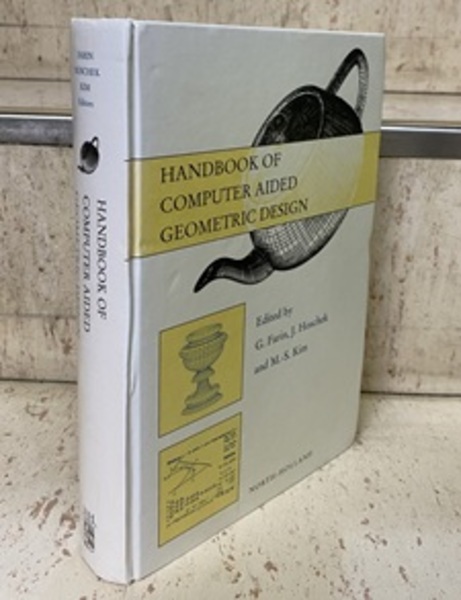 HANDBOOK OF
COMPUTER AIDED
GEOMETRIC DESIGN
Edited by
G. Farin, J. Hoschek
and M.-S. Kim
NORTH-HOLLAND
FARIN
HOSCHEK
KIM
Editors
HANDBOOK OF
COMPUTER AIDED